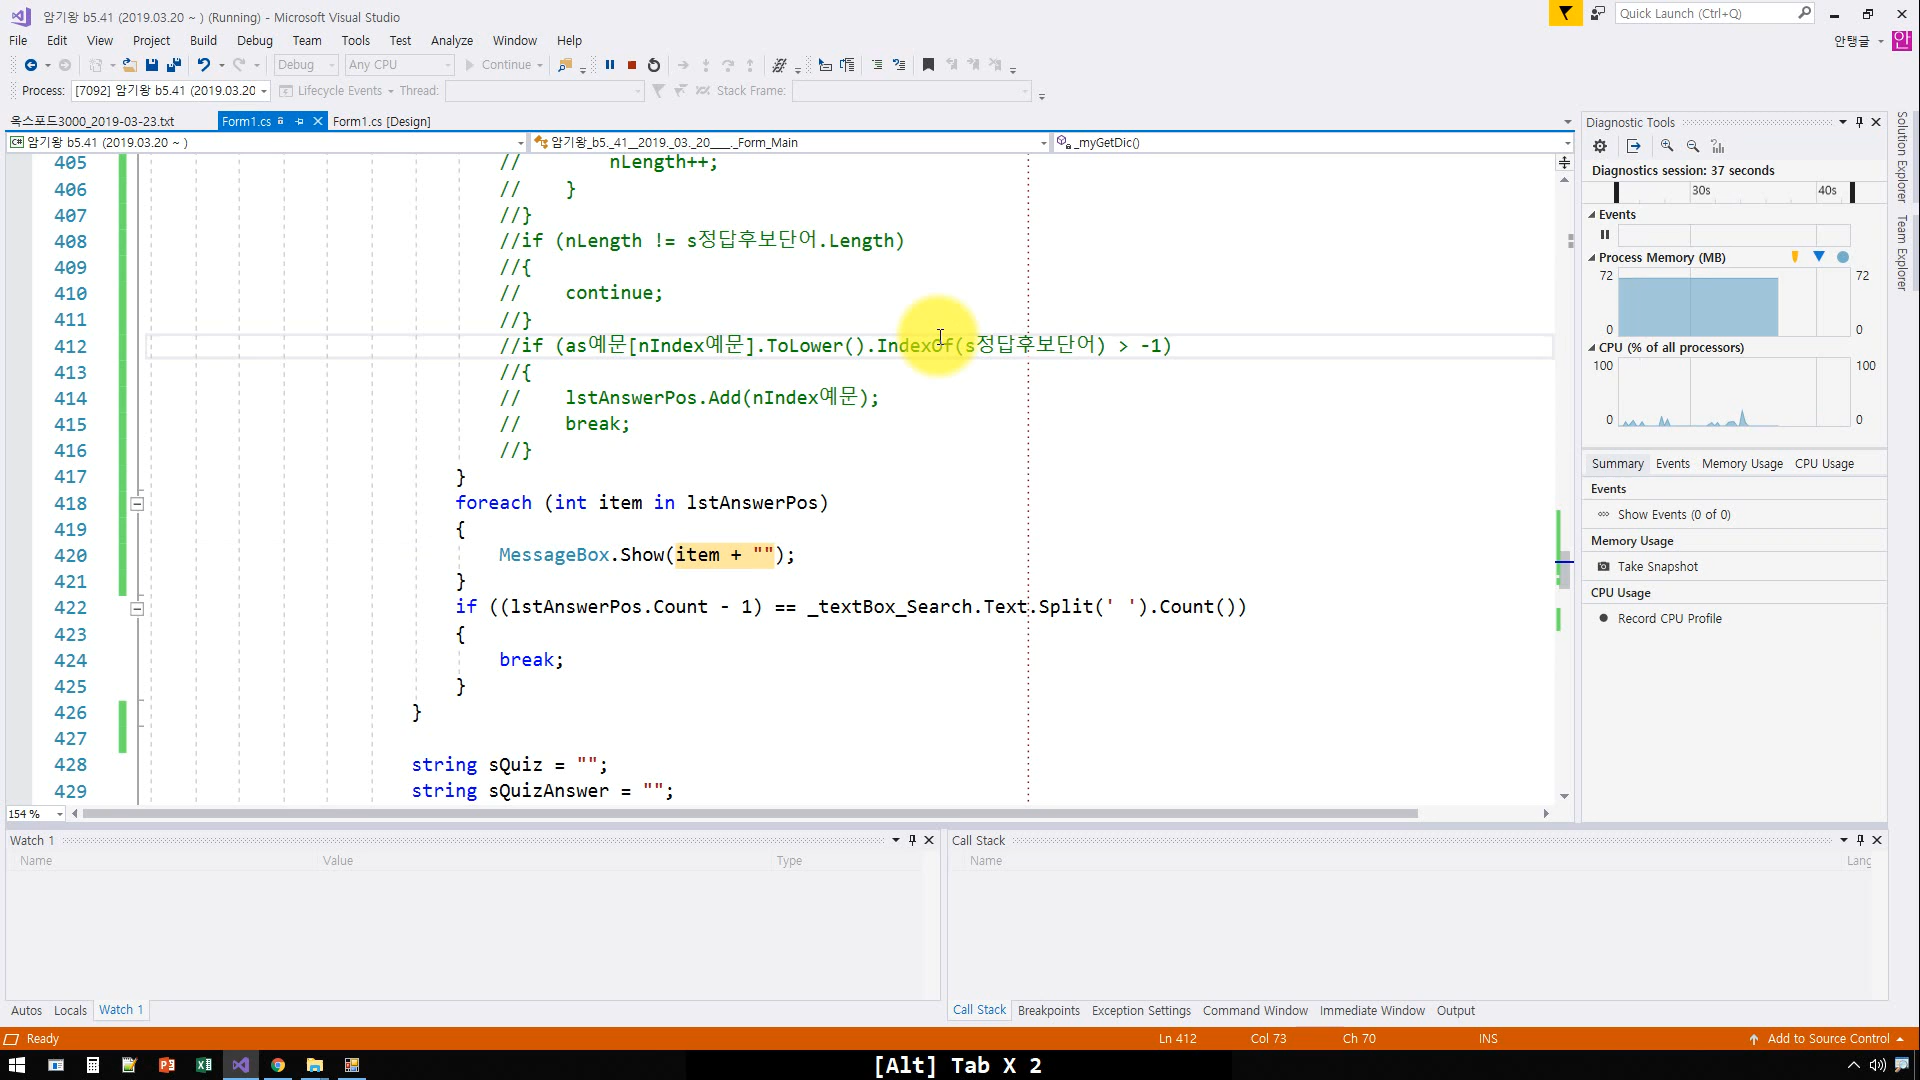 암기왕 b5.41 (2019.03.20 ~ ) (Running) - Microsoft Visual Studio
Quick Launch (Ctrl+Q)
File Edit View Project Build Debug Team Tools Test Analyze Window Help
안탱글 안
Debug Any CPU Continue
Process: [7092] 암기왕 b5.41 (2019.03.20 Lifecycle Events Thread: Stack Frame:
옥스포드3000_2019-03-23.txt Form1.cs Form1.cs [Design]
암기왕 b5.41 (2019.03.20 ~ ) 암기왕_b5._41__2019._03._20____._Form_Main _myGetDic()
405 // nLength++;
406 // }
407 //}
408 //if (nLength != s정답후보단어.Length)
409 //{
410 // continue;
411 //}
412 //if (as예문[nIndex예문].ToLower().IndexOf(s정답후보단어) > -1)
413 //{
414 // lstAnswerPos.Add(nIndex예문);
415 // break;
416 //}
417 }
418 foreach (int item in lstAnswerPos)
419 {
420 MessageBox.Show(item + "");
421 }
422 if ((lstAnswerPos.Count - 1) == _textBox_Search.Text.Split(' ').Count())
423 {
424 break;
425 }
426 }
427
428 string sQuiz = "";
429 string sQuizAnswer = "";
154 %
Diagnostic Tools
Diagnostics session: 37 seconds
30s 40s
Events
Process Memory (MB)
72 72
0 0
CPU (% of all processors)
100 100
0 0
Summary Events Memory Usage CPU Usage
Events
Show Events (0 of 0)
Memory Usage
Take Snapshot
CPU Usage
Record CPU Profile
Solution Explorer
Team Explorer
Watch 1
Name Value Type
Autos Locals Watch 1
Call Stack
Name Lang
Call Stack Breakpoints Exception Settings Command Window Immediate Window Output
Ready Ln 412 Col 73 Ch 70 INS Add to Source Control
[Alt] Tab X 2